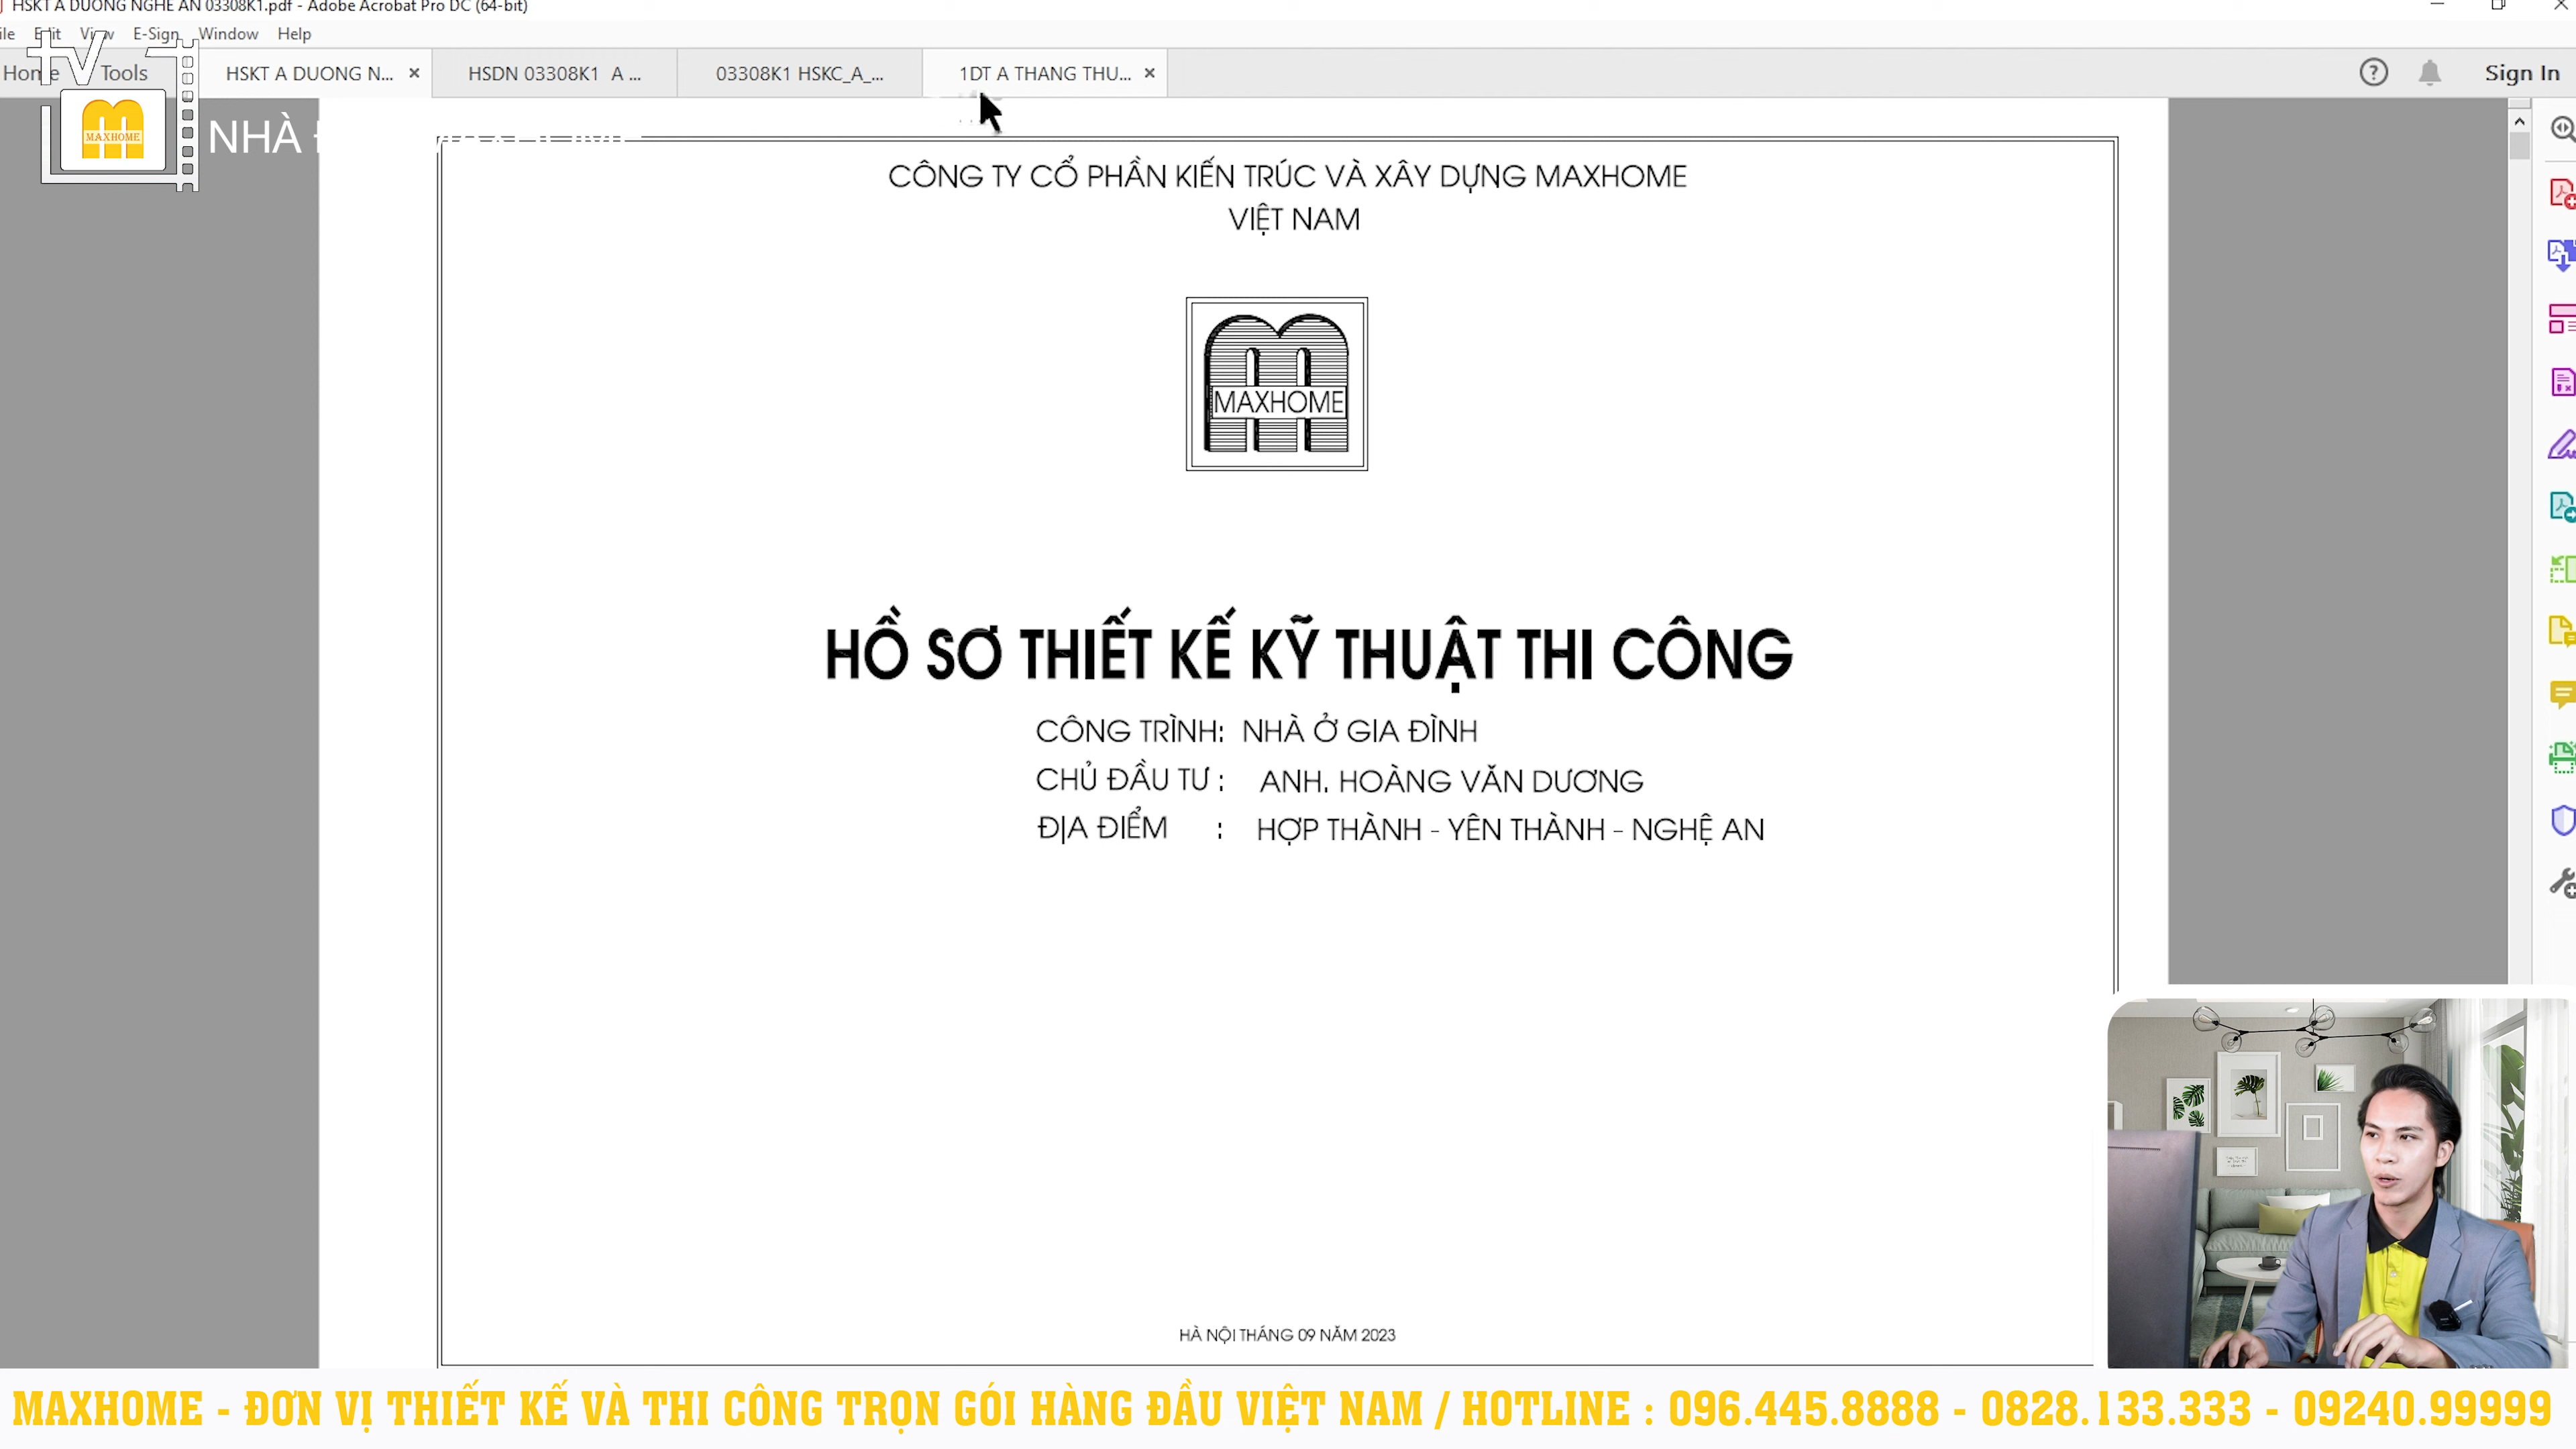 HSKT A DUONG NGHE AN 03308K1.pdf - Adobe Acrobat Pro DC (64-bit)
Edit View E-Sign Window Help
Home Tools HSKT A DUONG N... HSDN 03308K1 A ... 03308K1 HSKC_A_... 1DT A THANG THU... Sign In
tv
MAXHOME
NHÀ
CÔNG TY CỔ PHẦN KIẾN TRÚC VÀ XÂY DỰNG MAXHOME
VIỆT NAM
MAXHOME
HỒ SƠ THIẾT KẾ KỸ THUẬT THI CÔNG
CÔNG TRÌNH: NHÀ Ở GIA ĐÌNH
CHỦ ĐẦU TƯ : ANH. HOÀNG VĂN DƯƠNG
ĐỊA ĐIỂM : HỢP THÀNH - YÊN THÀNH - NGHỆ AN
HÀ NỘI THÁNG 09 NĂM 2023
MAXHOME - ĐƠN VỊ THIẾT KẾ VÀ THI CÔNG TRỌN GÓI HÀNG ĐẦU VIỆT NAM / HOTLINE : 096.445.8888 - 0828.133.333 - 09240.99999